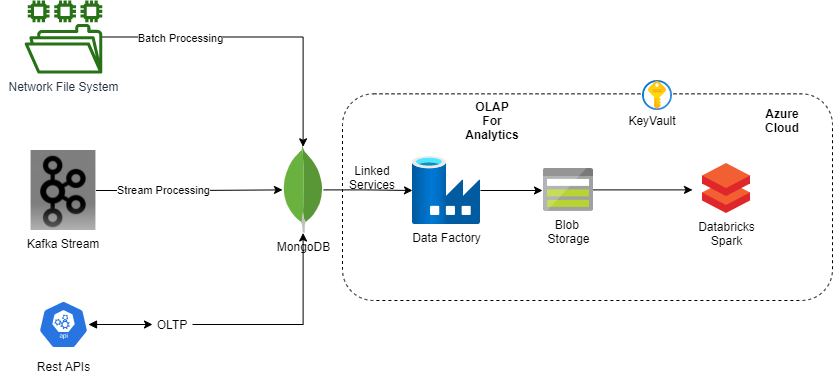 Batch Processing
Network File System
OLAP
For
Analytics
KeyVault
Azure
Cloud
Linked
Services
Stream Processing
Kafka Stream
MongoDB
Data Factory
Blob
Storage
Databricks
Spark
OLTP
api
Rest APIs